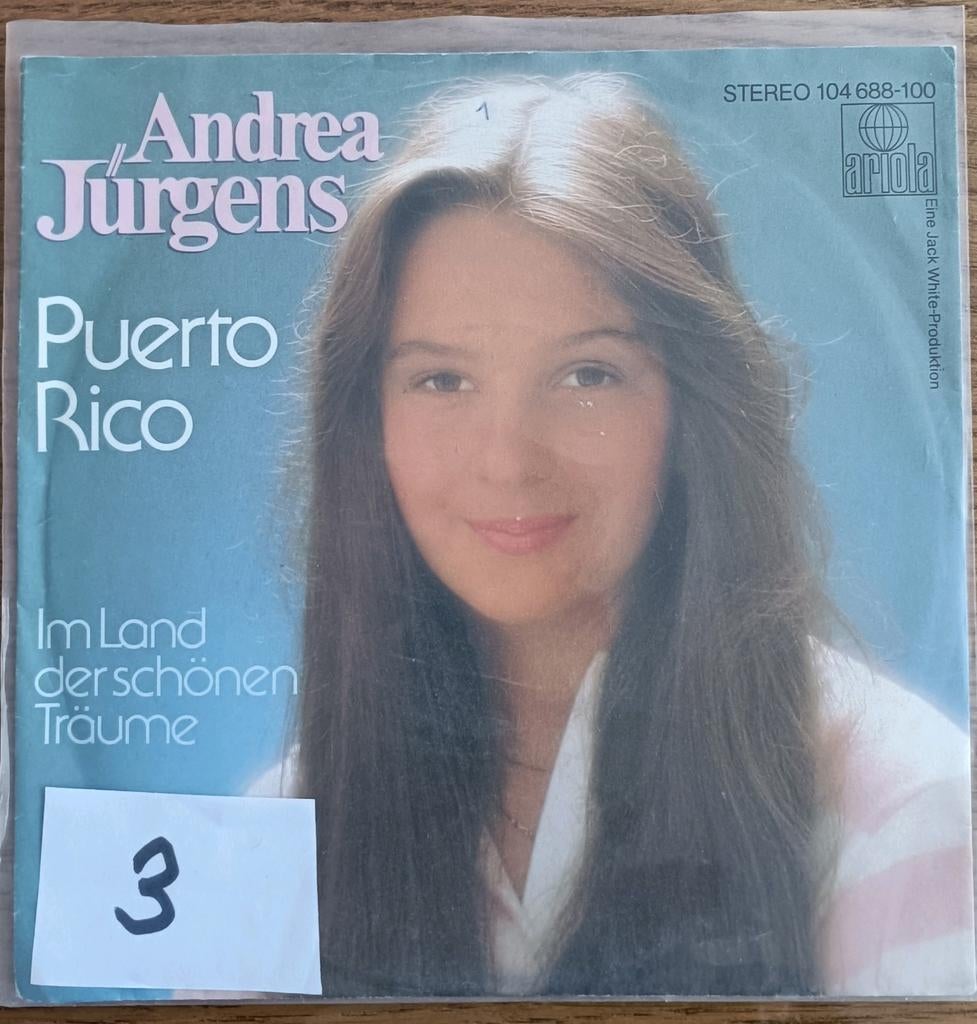 1
STEREO 104 688-100
ariola
Eine Jack White-Produktion
Andrea
Jürgens
Puerto
Rico
Im Land
der schönen
Träume
3